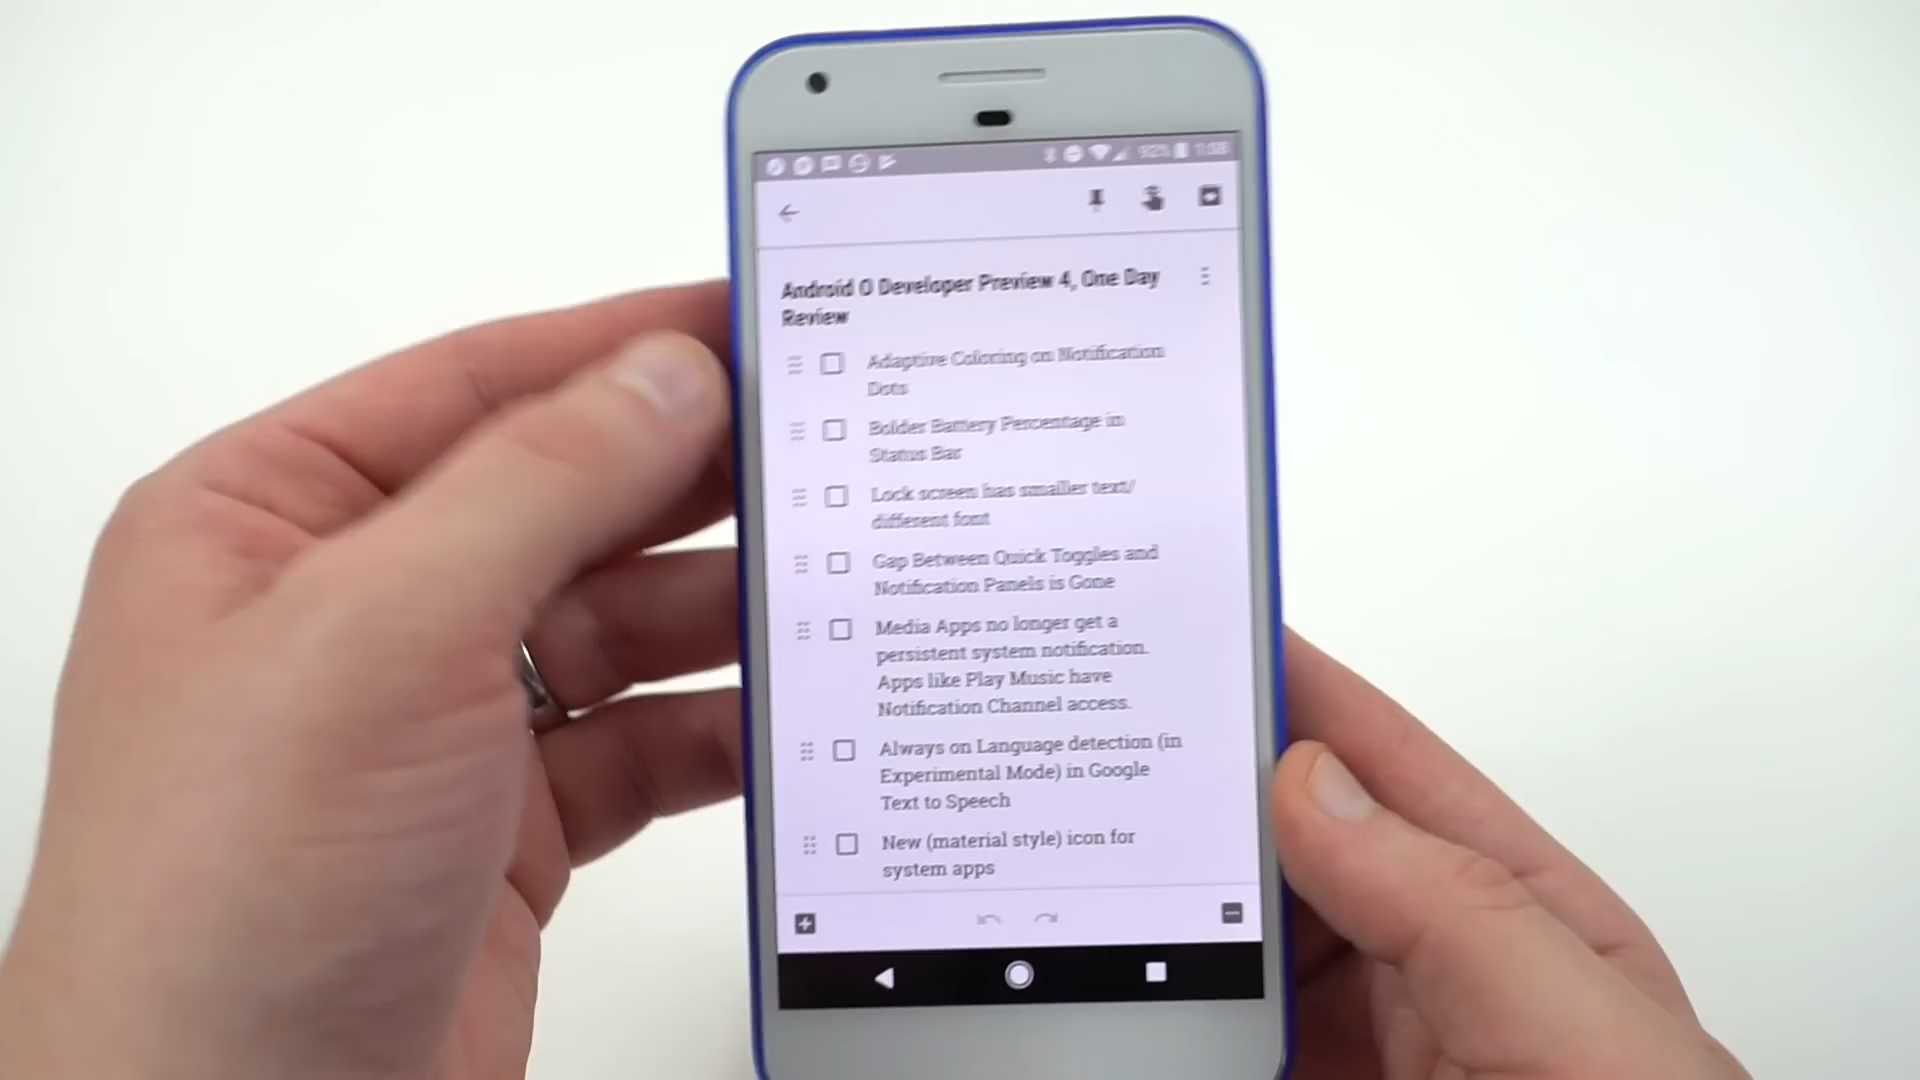 92% 1:08
Android O Developer Preview 4, One Day
Review
Adaptive Coloring on Notification
Dots
Bolder Battery Percentage in
Status Bar
Lock screen has smaller text/
different font
Gap Between Quick Toggles and
Notification Panels is Gone
Media Apps no longer get a
persistent system notification.
Apps like Play Music have
Notification Channel access.
Always on Language detection (in
Experimental Mode) in Google
Text to Speech
New (material style) icon for
system apps